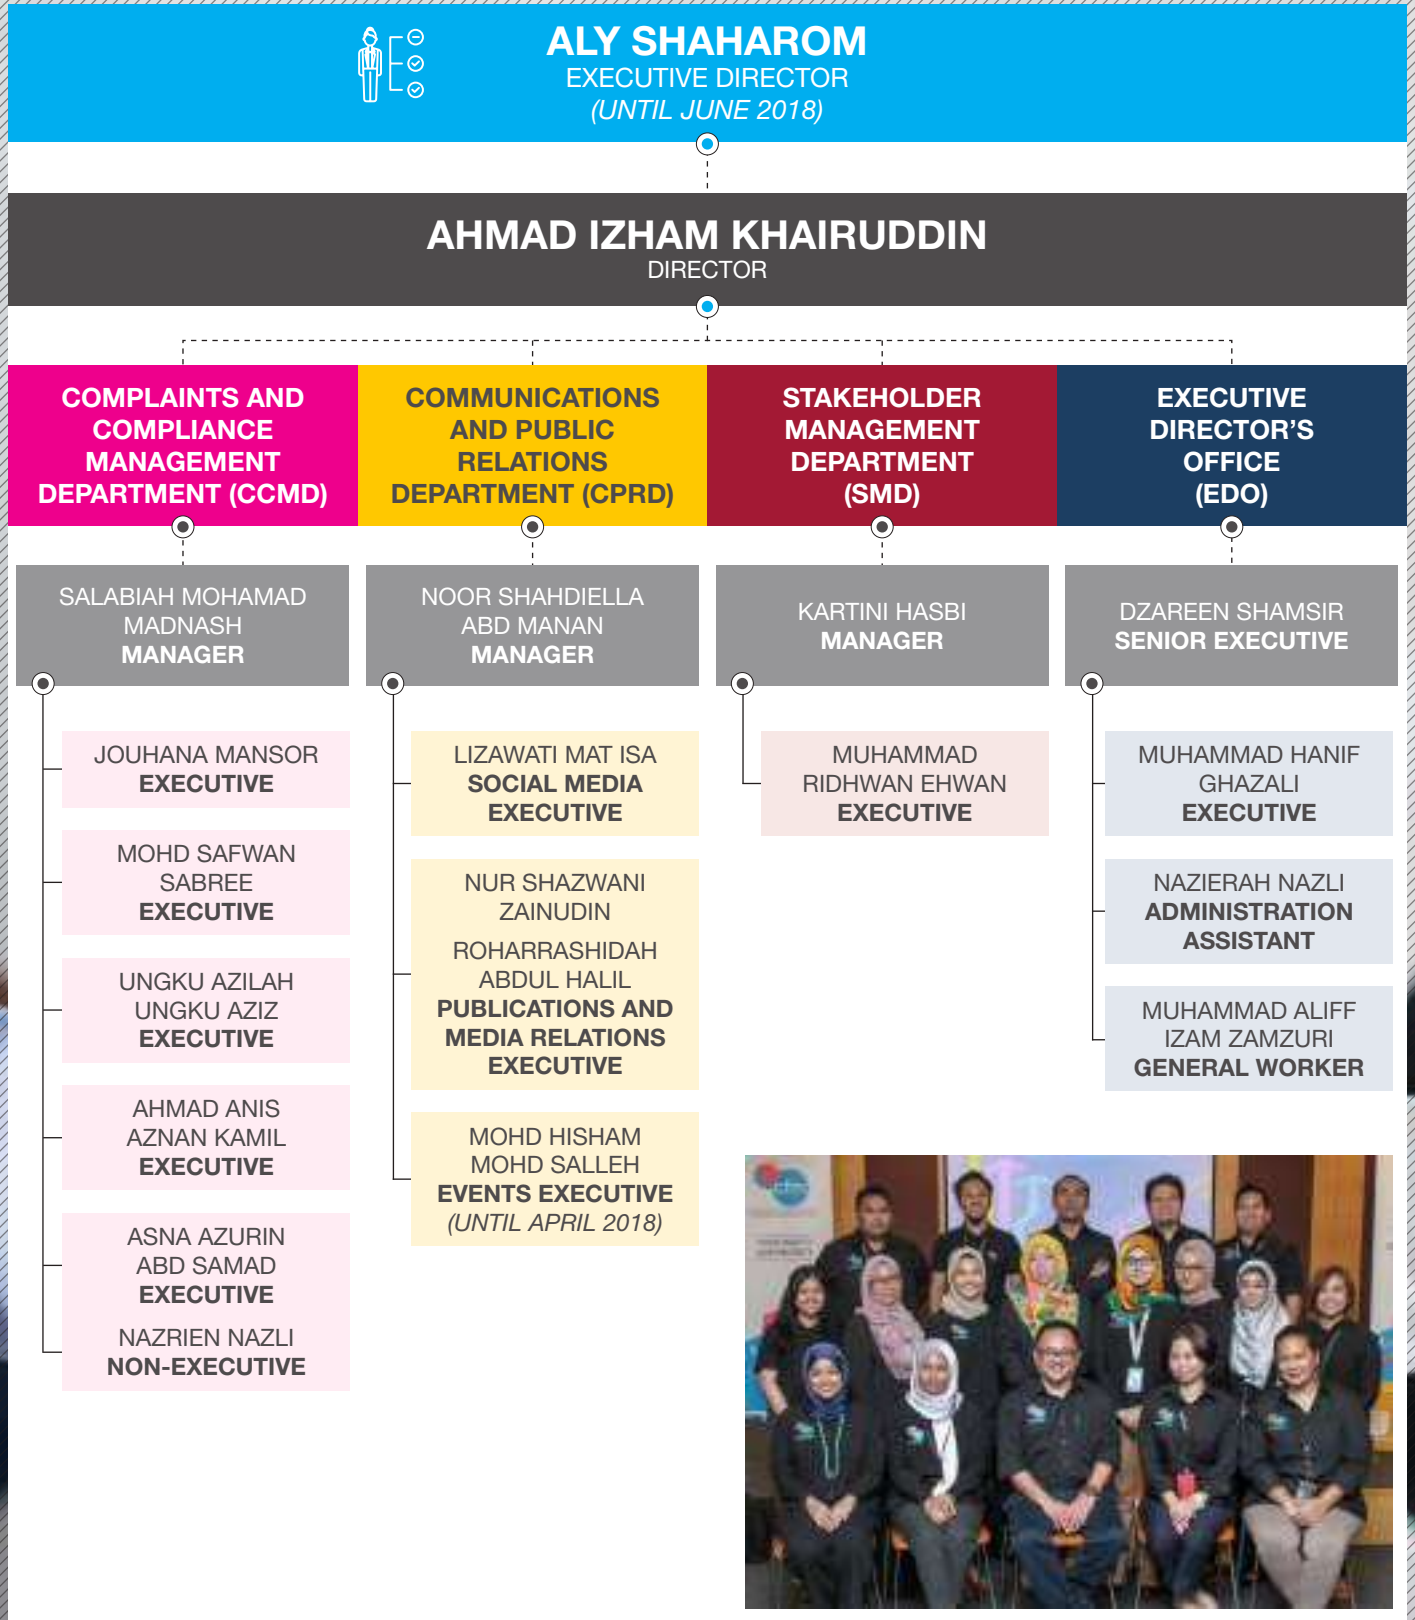 ALY SHAHAROM
EXECUTIVE DIRECTOR
(UNTIL JUNE 2018)
AHMAD IZHAM KHAIRUDDIN
DIRECTOR
COMPLAINTS AND
COMPLIANCE
MANAGEMENT
DEPARTMENT (CCMD)
SALABIAH MOHAMAD
MADNASH
MANAGER
JOUHANA MANSOR
EXECUTIVE
MOHD SAFWAN
SABREE
EXECUTIVE
UNGKU AZILAH
UNGKU AZIZ
EXECUTIVE
AHMAD ANIS
AZNAN KAMIL
EXECUTIVE
ASNA AZURIN
ABD SAMAD
EXECUTIVE
NAZRIEN NAZLI
NON-EXECUTIVE
COMMUNICATIONS
AND PUBLIC
RELATIONS
DEPARTMENT (CPRD)
NOOR SHAHDIELLA
ABD MANAN
MANAGER
LIZAWATI MAT ISA
SOCIAL MEDIA
EXECUTIVE
NUR SHAZWANI
ZAINUDIN
ROHARRASHIDAH
ABDUL HALIL
PUBLICATIONS AND
MEDIA RELATIONS
EXECUTIVE
MOHD HISHAM
MOHD SALLEH
EVENTS EXECUTIVE
(UNTIL APRIL 2018)
STAKEHOLDER
MANAGEMENT
DEPARTMENT
(SMD)
KARTINI HASBI
MANAGER
MUHAMMAD
RIDHWAN EHWAN
EXECUTIVE
EXECUTIVE
DIRECTOR'S
OFFICE
(EDO)
DZAREEN SHAMSIR
SENIOR EXECUTIVE
MUHAMMAD HANIF
GHAZALI
EXECUTIVE
NAZIERAH NAZLI
ADMINISTRATION
ASSISTANT
MUHAMMAD ALIFF
IZAM ZAMZURI
GENERAL WORKER